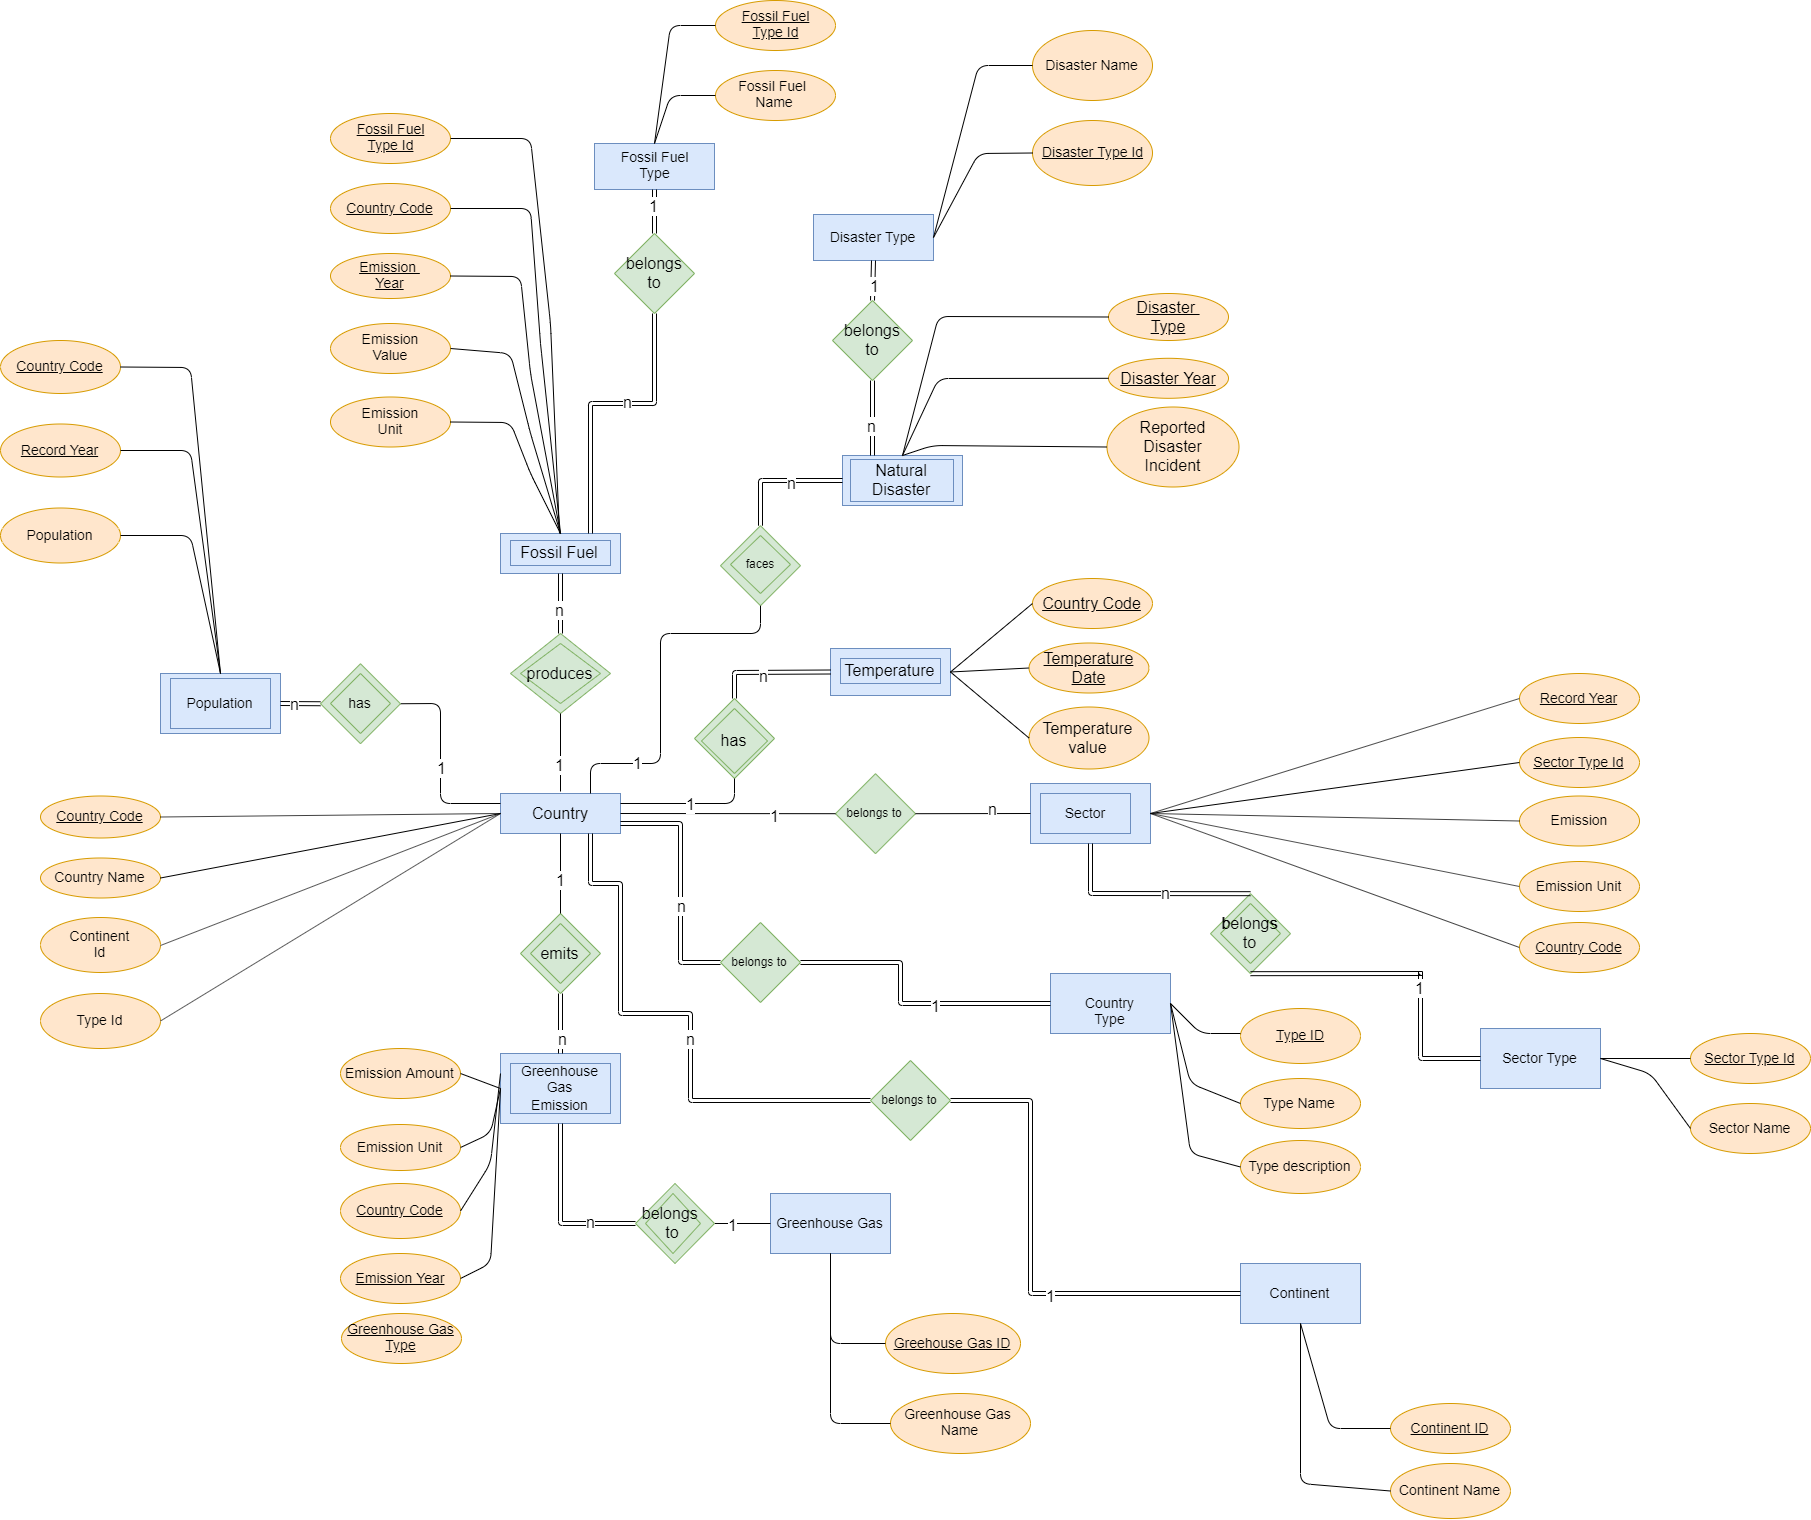 Fossil Fuel
Type Id
Fossil Fuel
Name
Fossil Fuel
Type
1
belongs
to
n
Disaster Name
Disaster Type Id
Disaster Type
1
belongs
to
n
Disaster
Type
Disaster Year
Reported
Disaster
Incident
Natural
Disaster
n
faces
1
Fossil Fuel
Type Id
Country Code
Emission
Year
Emission
Value
Emission
Unit
Fossil Fuel
n
produces
1
Country Code
Record Year
Population
Population
n
has
1
Temperature
n
has
1
Country Code
Temperature
Date
Temperature
value
Country
Country Code
Country Name
Continent
Id
Type Id
1
belongs to
n
Sector
Record Year
Sector Type Id
Emission
Emission Unit
Country Code
n
belongs
to
1
Sector Type
Sector Type Id
Sector Name
n
belongs to
1
Country
Type
Type ID
Type Name
Type description
1
emits
n
Greenhouse
Gas
Emission
Emission Amount
Emission Unit
Country Code
Emission Year
Greenhouse Gas
Type
n
belongs
to
1
Greenhouse Gas
Greehouse Gas ID
Greenhouse Gas
Name
n
belongs to
1
Continent
Continent ID
Continent Name